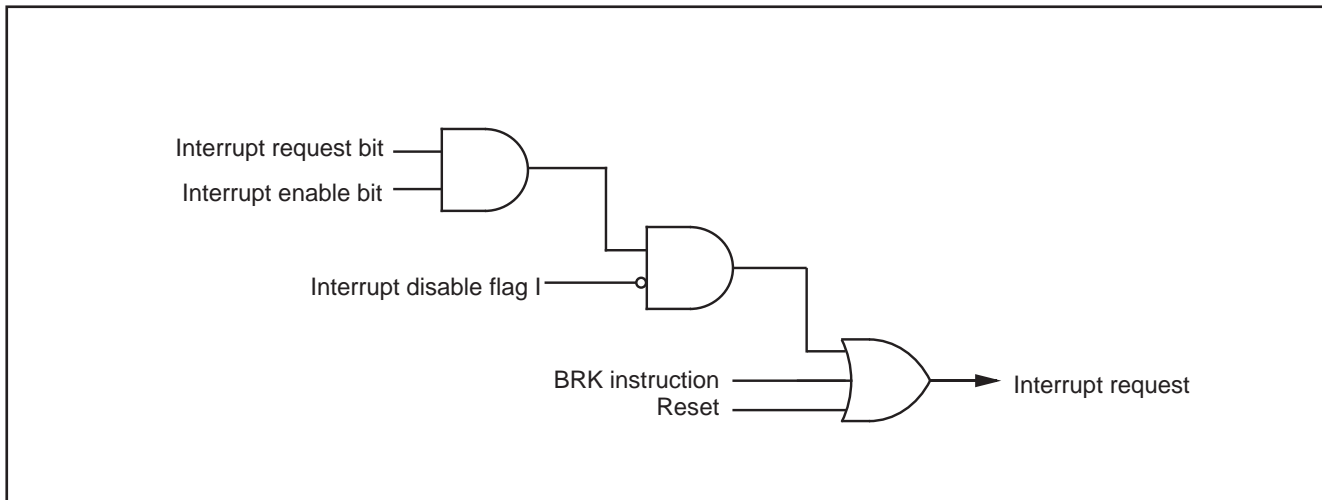 Interrupt request bit
Interrupt enable bit
Interrupt disable flag I
BRK instruction
Reset
Interrupt request